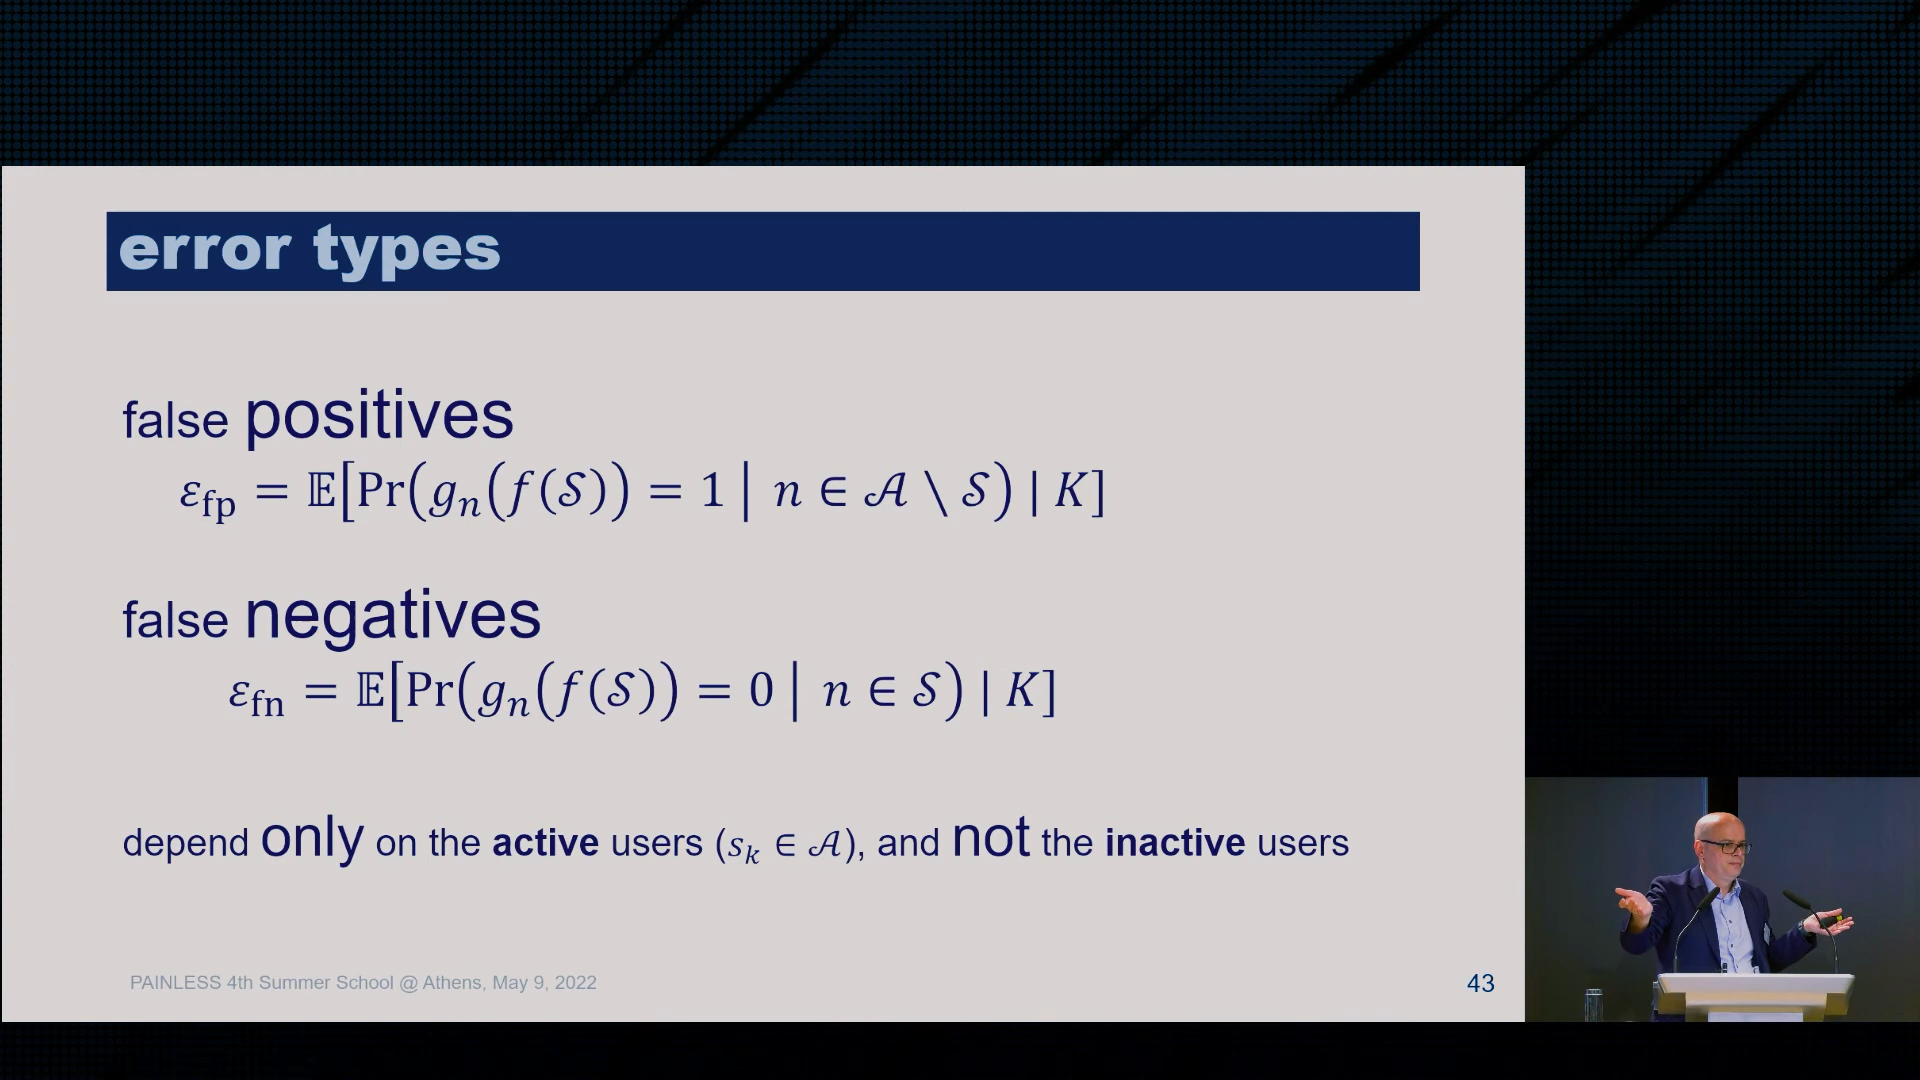 error types
false positives
ε_fp = 𝔼[Pr(g_n(f(𝒮)) = 1 | n ∈ 𝒜 \ 𝒮) | K]
false negatives
ε_fn = 𝔼[Pr(g_n(f(𝒮)) = 0 | n ∈ 𝒮) | K]
depend only on the active users (s_k ∈ 𝒜), and not the inactive users
PAINLESS 4th Summer School @ Athens, May 9, 2022
43